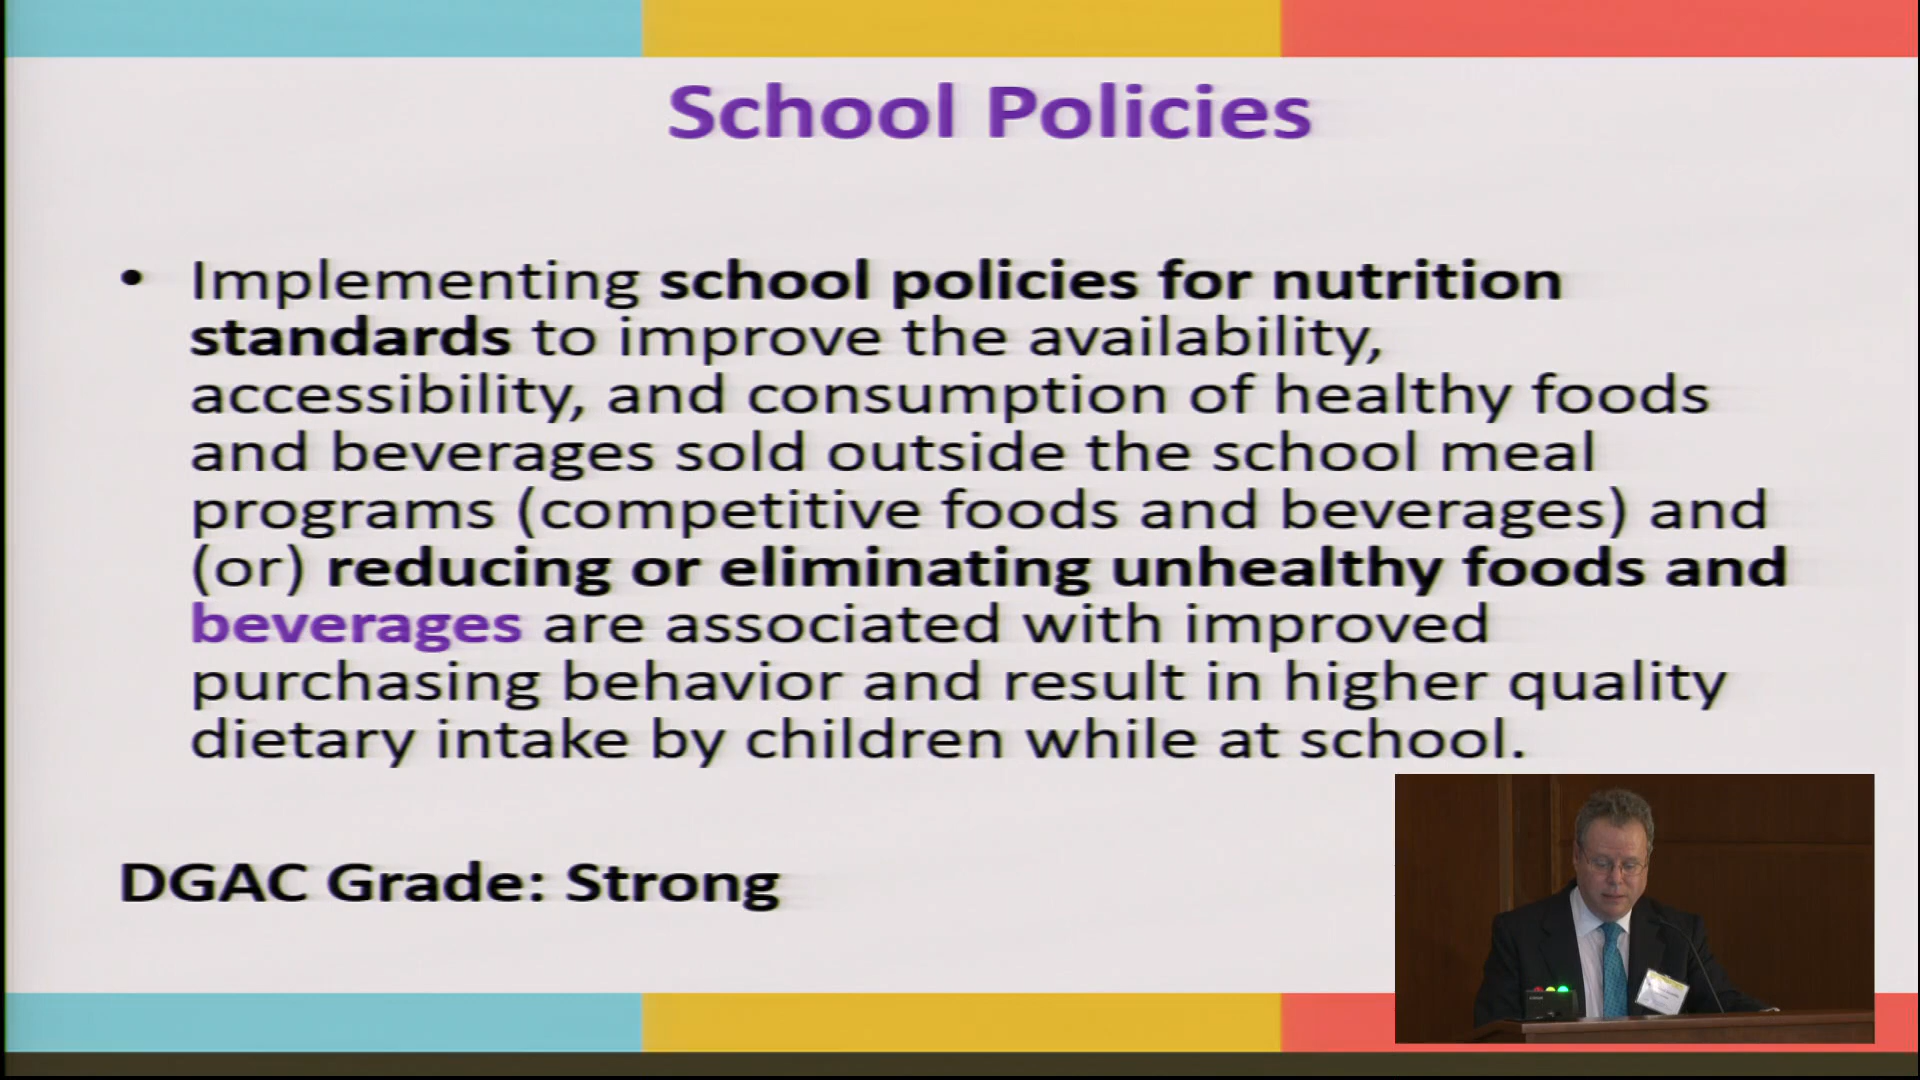 School Policies
• Implementing school policies for nutrition
standards to improve the availability,
accessibility, and consumption of healthy foods
and beverages sold outside the school meal
programs (competitive foods and beverages) and
(or) reducing or eliminating unhealthy foods and
beverages are associated with improved
purchasing behavior and result in higher quality
dietary intake by children while at school.
DGAC Grade: Strong